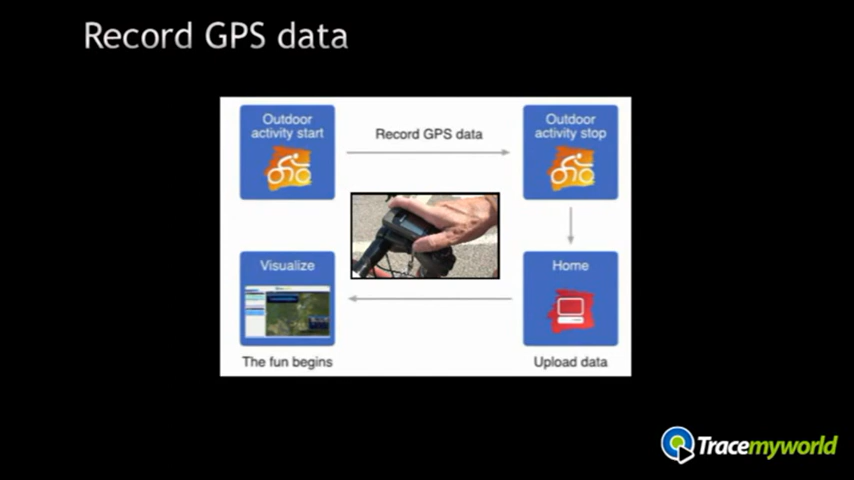 Record GPS data
Outdoor
activity start
Record GPS data
Outdoor
activity stop
Visualize
Home
The fun begins
Upload data
Tracemyworld